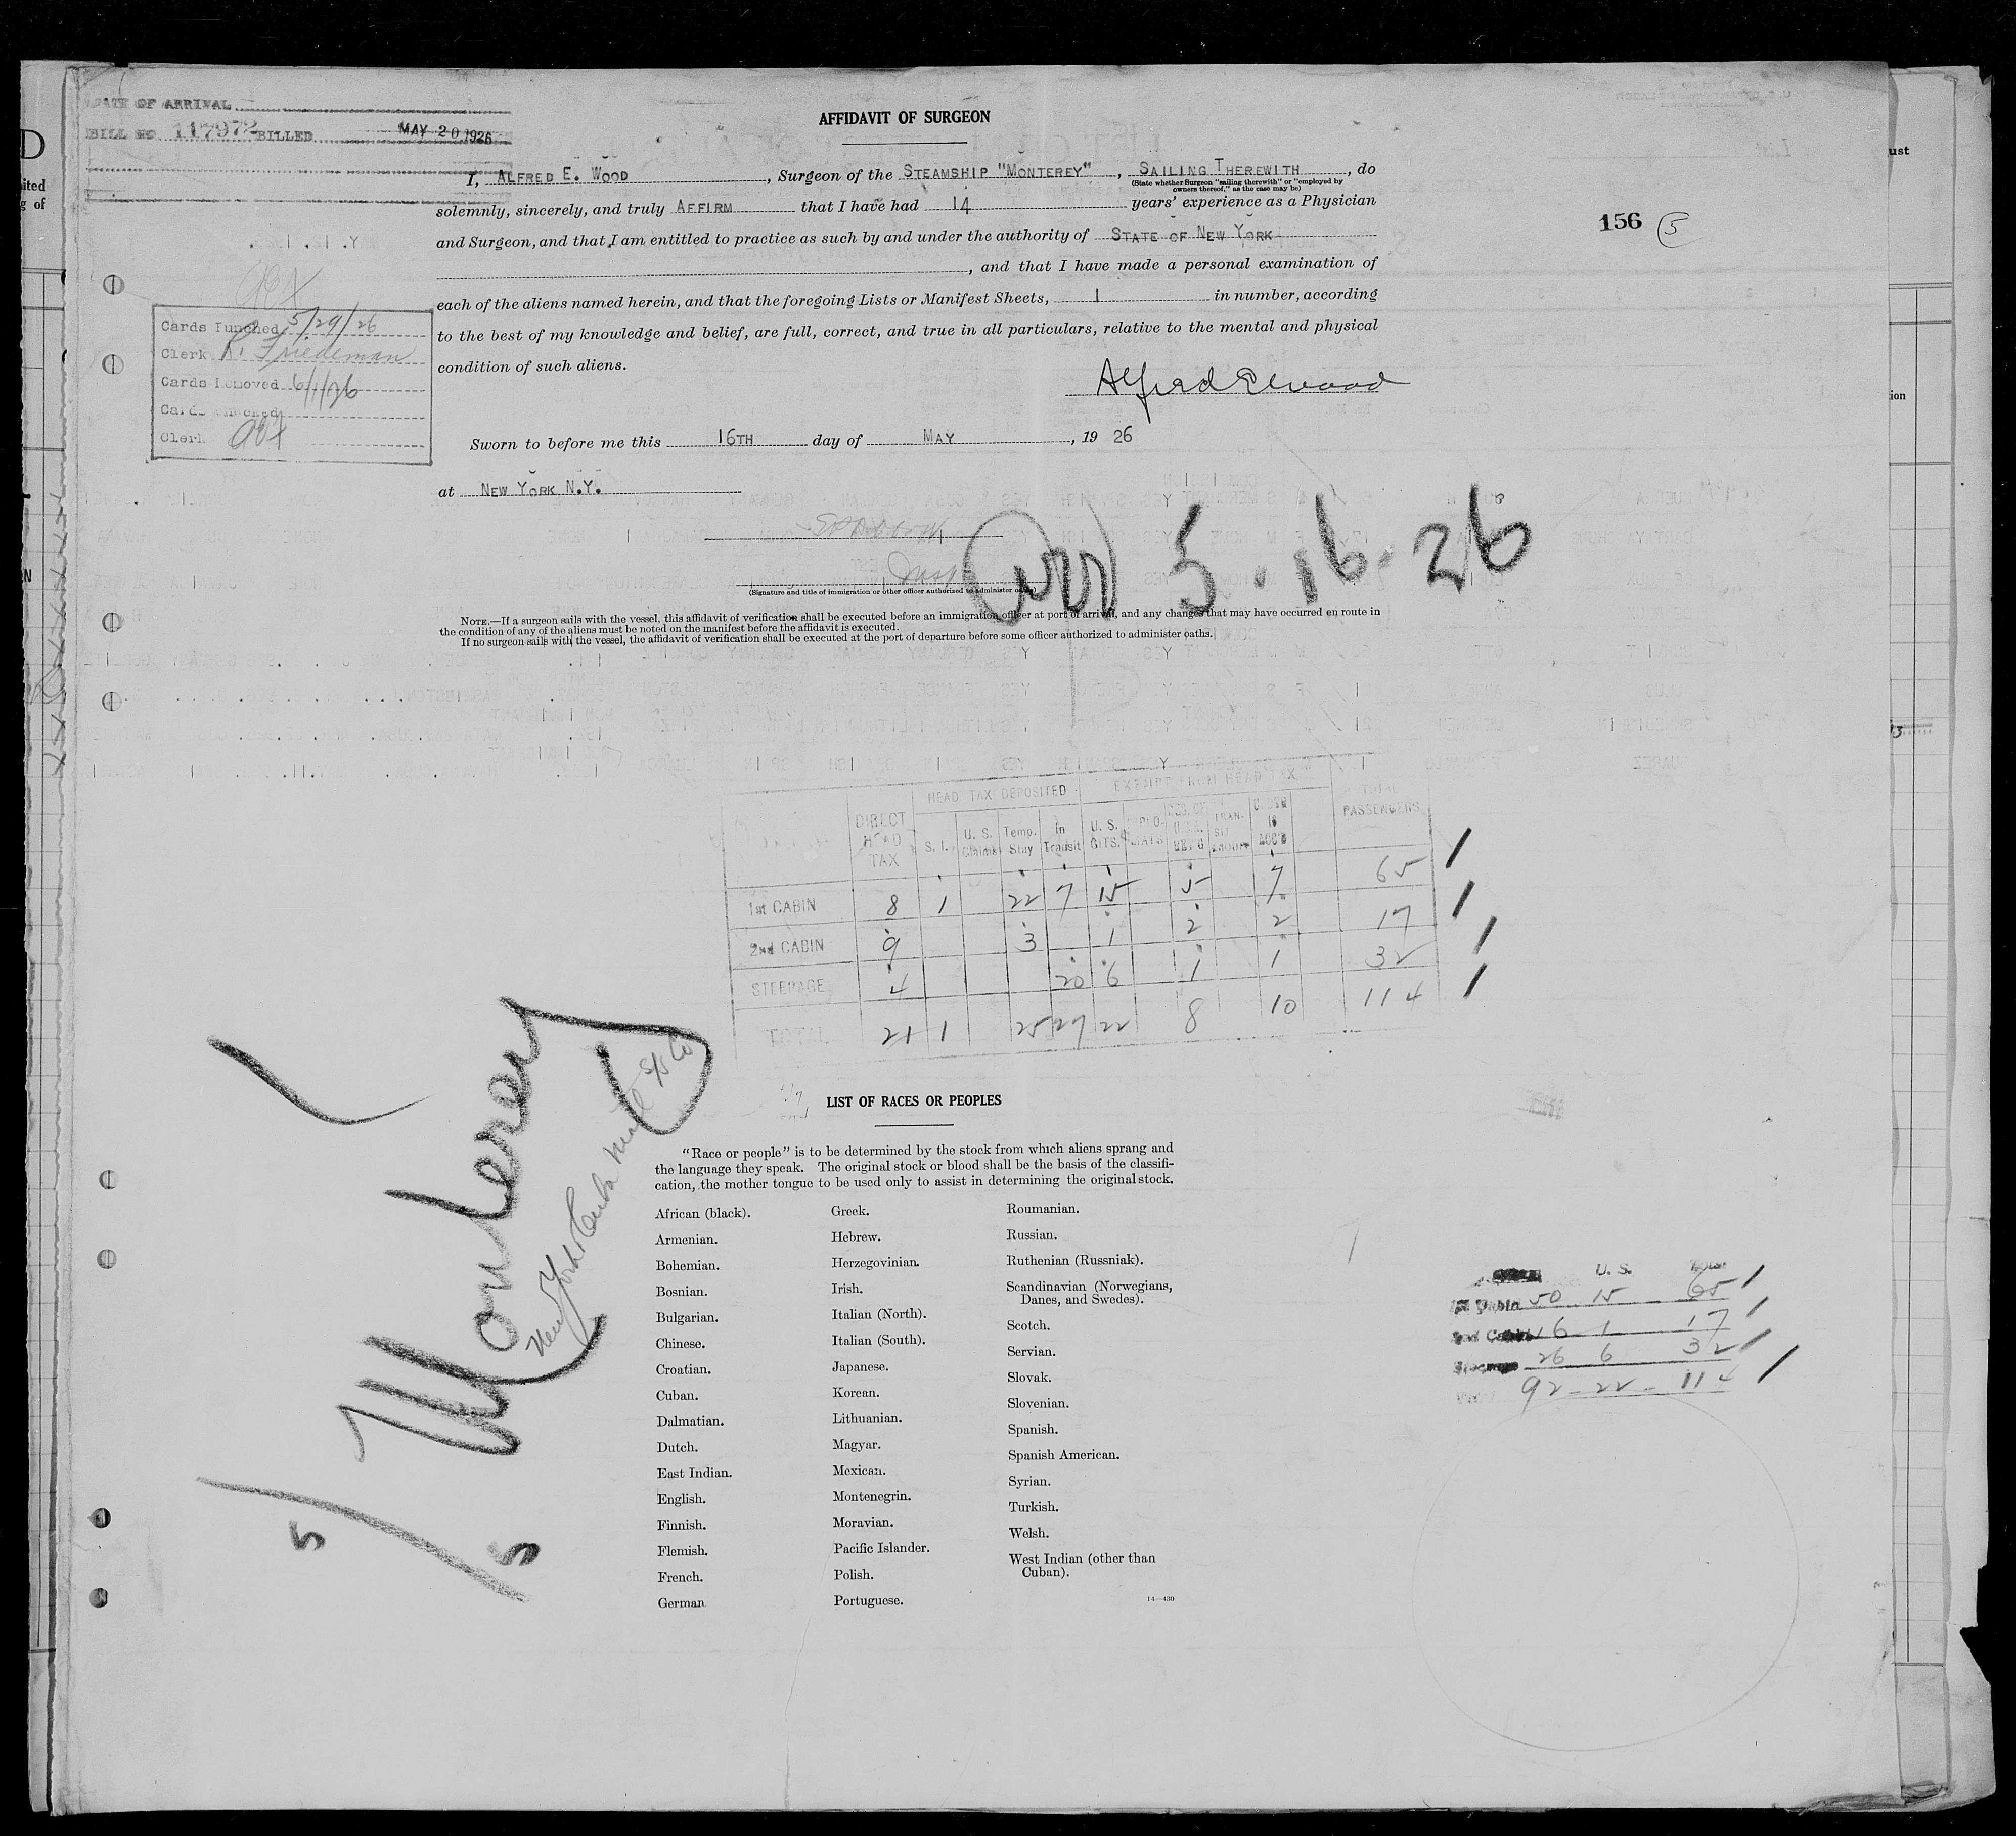 DATE OF ARRIVAL
BILL NO 117972 BILLED MAY 20 1926
AFFIDAVIT OF SURGEON
I, ALFRED E. WOOD, Surgeon of the STEAMSHIP "MONTEREY", SAILING THEREWITH, do
(State whether Surgeon "sailing therewith" or "employed by
owners thereof," as the case may be)
solemnly, sincerely, and truly AFFIRM that I have had 14 years' experience as a Physician
and Surgeon, and that I am entitled to practice as such by and under the authority of STATE OF NEW YORK
, and that I have made a personal examination of
each of the aliens named herein, and that the foregoing Lists or Manifest Sheets, 1 in number, according
to the best of my knowledge and belief, are full, correct, and true in all particulars, relative to the mental and physical
condition of such aliens.
156 5
Cards Punched 5/29/26
Clerk R. Friedeman
Cards Removed 6/1/26
Clerk
Alfred E Wood
Sworn to before me this 16TH day of MAY, 19 26
at NEW YORK N.Y.
5-16-26
Insp
(Signature and title of immigration or other officer authorized to administer oaths)
NOTE.—If a surgeon sails with the vessel, this affidavit of verification shall be executed before an immigration officer at port of arrival, and any changes that may have occurred en route in
the condition of any of the aliens must be noted on the manifest before the affidavit is executed.
If no surgeon sails with the vessel, the affidavit of verification shall be executed at the port of departure before some officer authorized to administer oaths.
HEAD TAX DEPOSITED EXEMPT FROM HEAD TAX
DIRECT HEAD TAX S. I. U. S. Claims Temp. Stay In Transit U. S. CITS. TOTAL PASSENGERS
1st CABIN 8 1 22 7 15 5 7 65
2nd CABIN 9 3 1 2 2 17
STEERAGE 4 20 6 1 1 32
TOTAL 21 1 25 27 22 8 10 114
Monterey
New York & Cuba Mail S/S Co
5/5
LIST OF RACES OR PEOPLES
"Race or people" is to be determined by the stock from which aliens sprang and
the language they speak. The original stock or blood shall be the basis of the classifi-
cation, the mother tongue to be used only to assist in determining the original stock.
African (black).
Armenian.
Bohemian.
Bosnian.
Bulgarian.
Chinese.
Croatian.
Cuban.
Dalmatian.
Dutch.
East Indian.
English.
Finnish.
Flemish.
French.
German
Greek.
Hebrew.
Herzegovinian.
Irish.
Italian (North).
Italian (South).
Japanese.
Korean.
Lithuanian.
Magyar.
Mexican.
Montenegrin.
Moravian.
Pacific Islander.
Polish.
Portuguese.
Roumanian.
Russian.
Ruthenian (Russniak).
Scandinavian (Norwegians,
Danes, and Swedes).
Scotch.
Servian.
Slovak.
Slovenian.
Spanish.
Spanish American.
Syrian.
Turkish.
Welsh.
West Indian (other than
Cuban).
14—430
U. S. Total
50 15 65
16 1 17
26 6 32
92 - 22 - 114